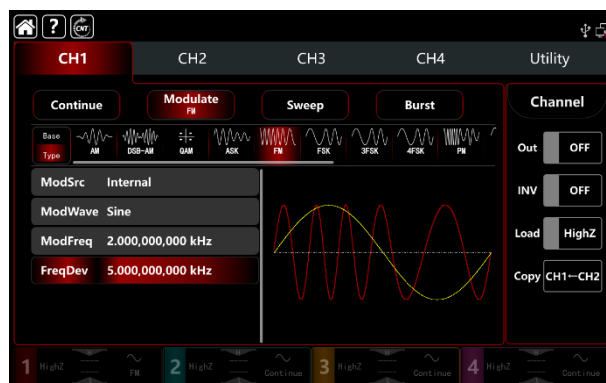 ? CNT
CH1 CH2 CH3 CH4 Utility
Continue Modulate FM Sweep Burst Channel
Base Type AM DSB-AM QAM ASK FM FSK 3FSK 4FSK PM
Out OFF
ModSrc Internal
INV OFF
ModWave Sine
Load HighZ
ModFreq 2.000,000,000 kHz
FreqDev 5.000,000,000 kHz
Copy CH1←CH2
1 HighZ FM 2 HighZ Continue 3 HighZ Continue 4 HighZ Continue